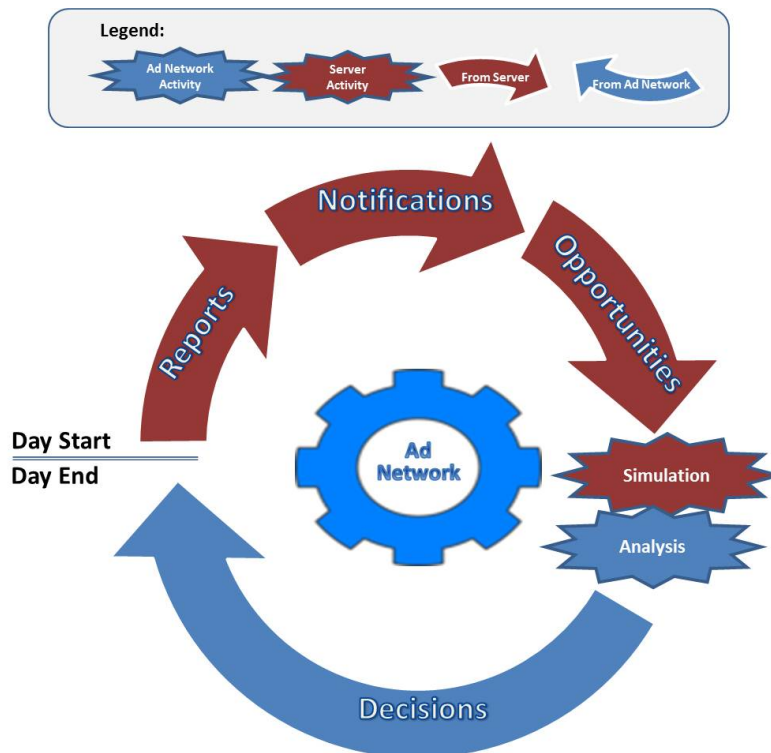 Legend:
Ad Network
Activity
Server
Activity
From Server
From Ad Network
Notifications
Opportunities
Reports
Day Start
Day End
Ad
Network
Simulation
Analysis
Decisions